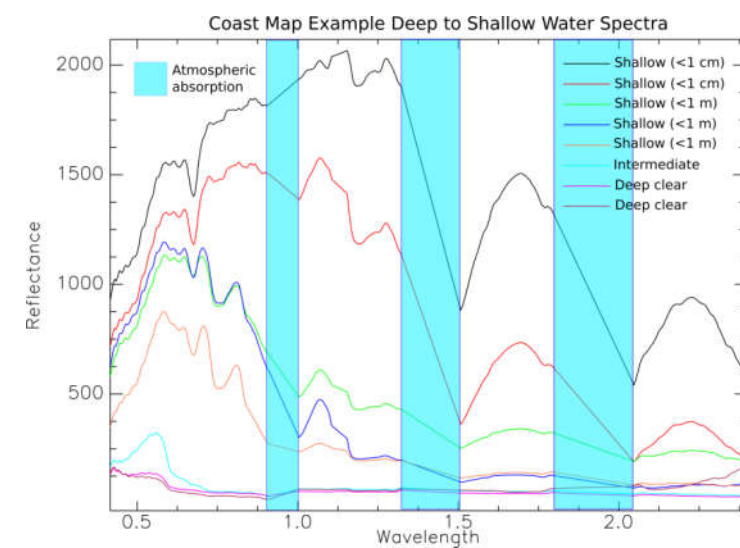 Coast Map Example Deep to Shallow Water Spectra
2000
1500
1000
500
Reflectance
Atmospheric
absorption
Shallow (<1 cm)
Shallow (<1 cm)
Shallow (<1 m)
Shallow (<1 m)
Shallow (<1 m)
Intermediate
Deep clear
Deep clear
0.5
1.0
1.5
2.0
Wavelength